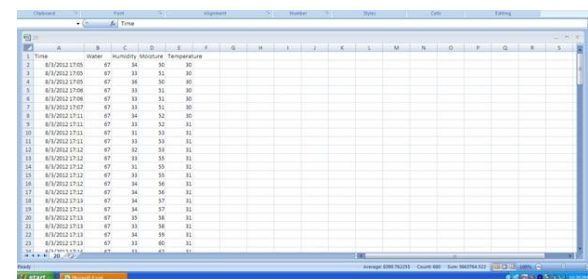 Clipboard Font Alignment Number Styles Cells Editing
Time
A B C D E F G H I J K L M N O P Q R S
1 Time Water Humidity Moisture Temperature
2 8/3/2012 17:05 67 34 50 30
3 8/3/2012 17:05 67 33 51 30
4 8/3/2012 17:05 67 36 50 30
5 8/3/2012 17:06 67 33 51 30
6 8/3/2012 17:06 67 33 51 30
7 8/3/2012 17:07 67 33 51 30
8 8/3/2012 17:11 67 34 52 30
9 8/3/2012 17:11 67 33 52 31
10 8/3/2012 17:11 67 31 53 31
11 8/3/2012 17:11 67 33 53 31
12 8/3/2012 17:12 67 32 53 31
13 8/3/2012 17:12 67 33 55 31
14 8/3/2012 17:12 67 31 55 31
15 8/3/2012 17:12 67 33 55 31
16 8/3/2012 17:12 67 34 56 31
17 8/3/2012 17:13 67 34 56 31
18 8/3/2012 17:13 67 34 57 31
19 8/3/2012 17:13 67 34 57 31
20 8/3/2012 17:13 67 35 58 31
21 8/3/2012 17:13 67 33 58 31
22 8/3/2012 17:13 67 34 59 31
23 8/3/2012 17:13 67 33 60 31
20
Ready Count: 660 100%
start